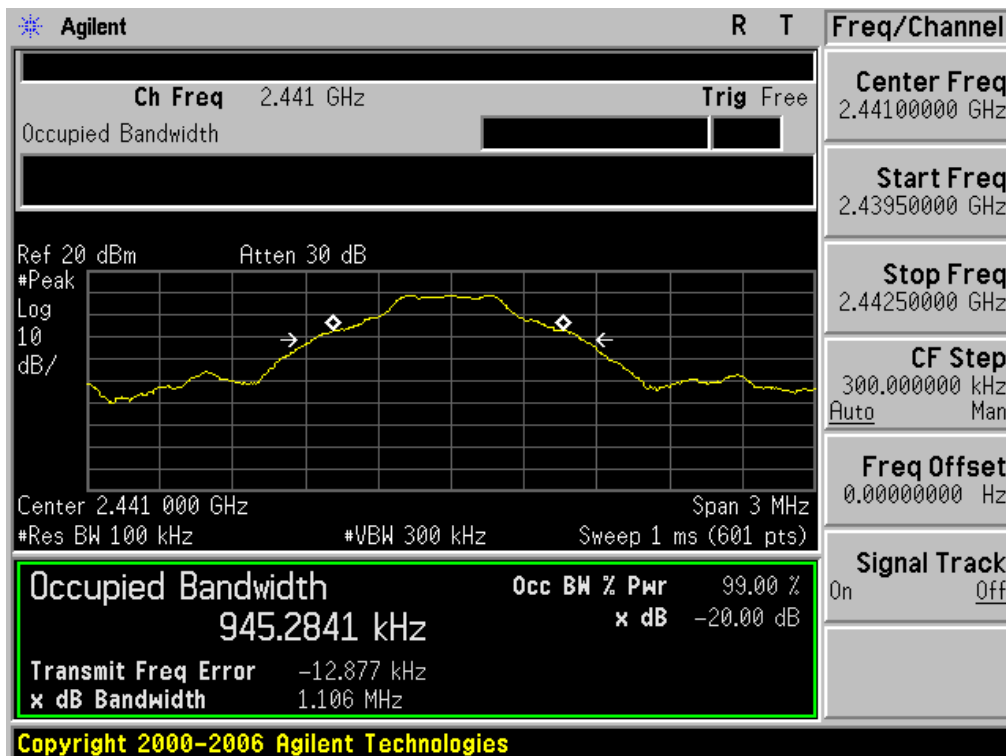 Agilent R T
Ch Freq 2.441 GHz Trig Free
Occupied Bandwidth
Ref 20 dBm Atten 30 dB
#Peak
Log
10
dB/
Center 2.441 000 GHz Span 3 MHz
#Res BW 100 kHz #VBW 300 kHz Sweep 1 ms (601 pts)
Occupied Bandwidth Occ BW % Pwr 99.00 %
945.2841 kHz x dB -20.00 dB
Transmit Freq Error -12.877 kHz
x dB Bandwidth 1.106 MHz
Copyright 2000-2006 Agilent Technologies
Freq/Channel
Center Freq
2.44100000 GHz
Start Freq
2.43950000 GHz
Stop Freq
2.44250000 GHz
CF Step
300.000000 kHz
Auto Man
Freq Offset
0.00000000 Hz
Signal Track
On Off